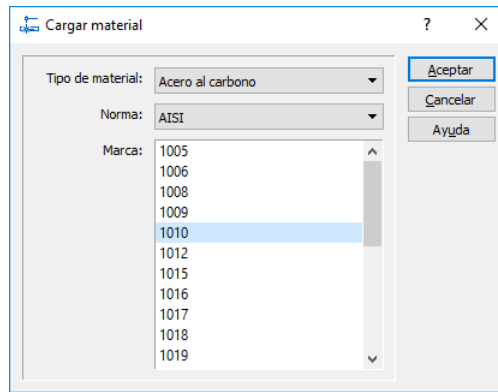 Cargar material
?
Tipo de material: Acero al carbono
Norma: AISI
Marca:
1005
1006
1008
1009
1010
1012
1015
1016
1017
1018
1019
Aceptar
Cancelar
Ayuda